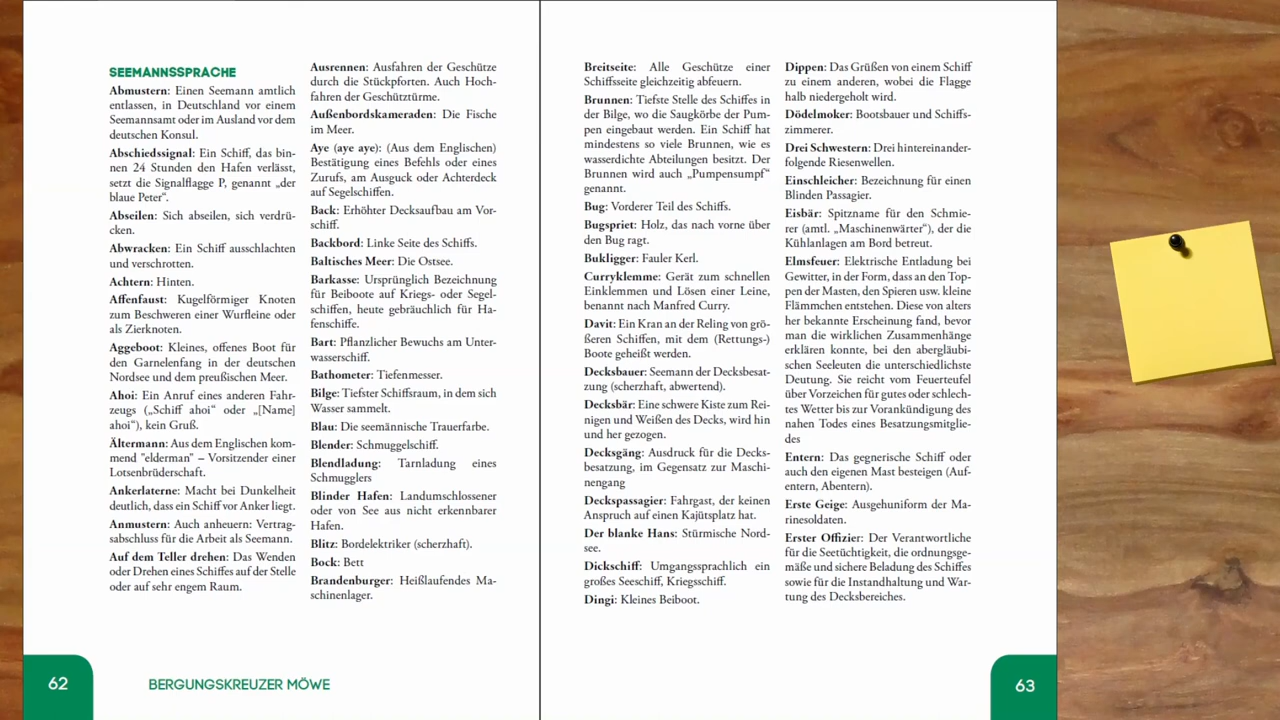 SEEMANNSSPRACHE
Abmustern: Einen Seemann amtlich
entlassen, in Deutschland vor einem
Seemannsamt oder im Ausland vor dem
deutschen Konsul.
Abschiedssignal: Ein Schiff, das bin-
nen 24 Stunden den Hafen verlässt,
setzt die Signalflagge P, genannt „der
blaue Peter“.
Abseilen: Sich abseilen, sich verdrü-
cken.
Abwracken: Ein Schiff ausschlachten
und verschrotten.
Achtern: Hinten.
Affenfaust: Kugelförmiger Knoten
zum Beschweren einer Wurfleine oder
als Zierknoten.
Aggeboot: Kleines, offenes Boot für
den Garnelenfang in der deutschen
Nordsee und dem preußischen Meer.
Ahoi: Ein Anruf eines anderen Fahr-
zeugs („Schiff ahoi“ oder „[Name]
ahoi“), kein Gruß.
Ältermann: Aus dem Englischen kom-
mend "elderman" – Vorsitzender einer
Lotsenbrüderschaft.
Ankerlaterne: Macht bei Dunkelheit
deutlich, dass ein Schiff vor Anker liegt.
Anmustern: Auch anheuern: Vertrag-
sabschluss für die Arbeit als Seemann.
Auf dem Teller drehen: Das Wenden
oder Drehen eines Schiffes auf der Stelle
oder auf sehr engem Raum.
Ausrennen: Ausfahren der Geschütze
durch die Stückpforten. Auch Hoch-
fahren der Geschütztürme.
Außenbordskameraden: Die Fische
im Meer.
Aye (aye aye): (Aus dem Englischen)
Bestätigung eines Befehls oder eines
Zurufs, am Ausguck oder Achterdeck
auf Segelschiffen.
Back: Erhöhter Decksaufbau am Vor-
schiff.
Backbord: Linke Seite des Schiffs.
Baltisches Meer: Die Ostsee.
Barkasse: Ursprünglich Bezeichnung
für Beiboote auf Kriegs- oder Segel-
schiffen, heute gebräuchlich für Ha-
fenschiffe.
Bart: Pflanzlicher Bewuchs am Unter-
wasserschiff.
Bathometer: Tiefenmesser.
Bilge: Tiefster Schiffsraum, in dem sich
Wasser sammelt.
Blau: Die seemännische Trauerfarbe.
Blender: Schmuggelschiff.
Blendladung: Tarnladung eines
Schmugglers
Blinder Hafen: Landumschlossener
oder von See aus nicht erkennbarer
Hafen.
Blitz: Bordelektriker (scherzhaft).
Bock: Bett
Brandenburger: Heißlaufendes Ma-
schinenlager.
Breitseite: Alle Geschütze einer
Schiffsseite gleichzeitig abfeuern.
Brunnen: Tiefste Stelle des Schiffes in
der Bilge, wo die Saugkörbe der Pum-
pen eingebaut werden. Ein Schiff hat
mindestens so viele Brunnen, wie es
wasserdichte Abteilungen besitzt. Der
Brunnen wird auch „Pumpensumpf“
genannt.
Bug: Vorderer Teil des Schiffs.
Bugspriet: Holz, das nach vorne über
den Bug ragt.
Bukligger: Fauler Kerl.
Curryklemme: Gerät zum schnellen
Einklemmen und Lösen einer Leine,
benannt nach Manfred Curry.
Davit: Ein Kran an der Reling von grö-
ßeren Schiffen, mit dem (Rettungs-)
Boote geheißt werden.
Decksbauer: Seemann der Decksbesat-
zung (scherzhaft, abwertend).
Decksbär: Eine schwere Kiste zum Rei-
nigen und Weißen des Decks, wird hin
und her gezogen.
Decksgäng: Ausdruck für die Decks-
besatzung, im Gegensatz zur Maschi-
nengang
Deckspassagier: Fahrgast, der keinen
Anspruch auf einen Kajütsplatz hat.
Der blanke Hans: Stürmische Nord-
see.
Dickschiff: Umgangssprachlich ein
großes Seeschiff, Kriegsschiff.
Dingi: Kleines Beiboot.
Dippen: Das Grüßen von einem Schiff
zu einem anderen, wobei die Flagge
halb niedergeholt wird.
Dödelmoker: Bootsbauer und Schiffs-
zimmerer.
Drei Schwestern: Drei hintereinander-
folgende Riesenwellen.
Einschleicher: Bezeichnung für einen
Blinden Passagier.
Eisbär: Spitzname für den Schmie-
rer (amtl. „Maschinenwärter“), der die
Kühlanlagen am Bord betreut.
Elmsfeuer: Elektrische Entladung bei
Gewitter, in der Form, dass an den Top-
pen der Masten, den Spieren usw. kleine
Flämmchen entstehen. Diese von alters
her bekannte Erscheinung fand, bevor
man die wirklichen Zusammenhänge
erklären konnte, bei den abergläubi-
schen Seeleuten die unterschiedlichste
Deutung. Sie reicht vom Feuerteufel
über Vorzeichen für gutes oder schlech-
tes Wetter bis zur Vorankündigung des
nahen Todes eines Besatzungsmitglie-
des
Entern: Das gegnerische Schiff oder
auch den eigenen Mast besteigen (Auf-
entern, Abentern).
Erste Geige: Ausgehuniform der Ma-
rinesoldaten.
Erster Offizier: Der Verantwortliche
für die Seetüchtigkeit, die ordnungsge-
mäße und sichere Beladung des Schiffes
sowie für die Instandhaltung und War-
tung des Decksbereiches.
62
BERGUNGSKREUZER MÖWE
63